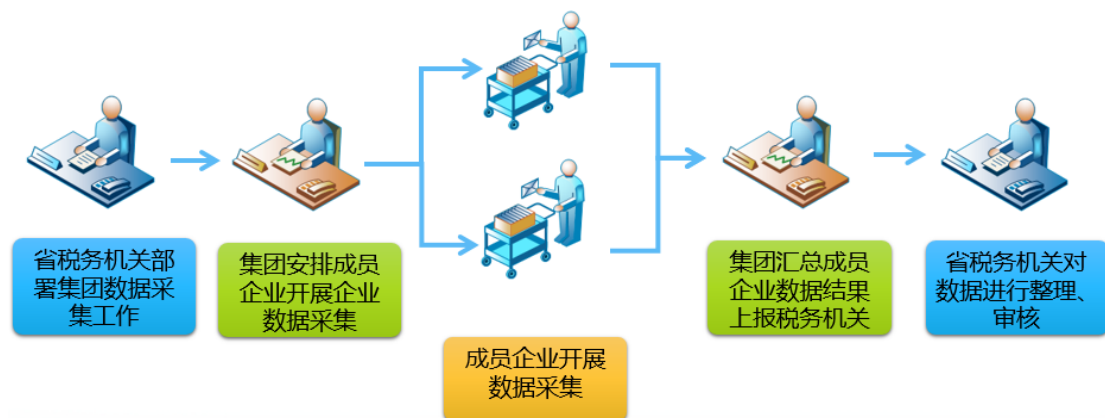 省税务机关部
署集团数据采
集工作
集团安排成员
企业开展企业
数据采集
成员企业开展
数据采集
集团汇总成员
企业数据结果
上报税务机关
省税务机关对
数据进行整理、
审核